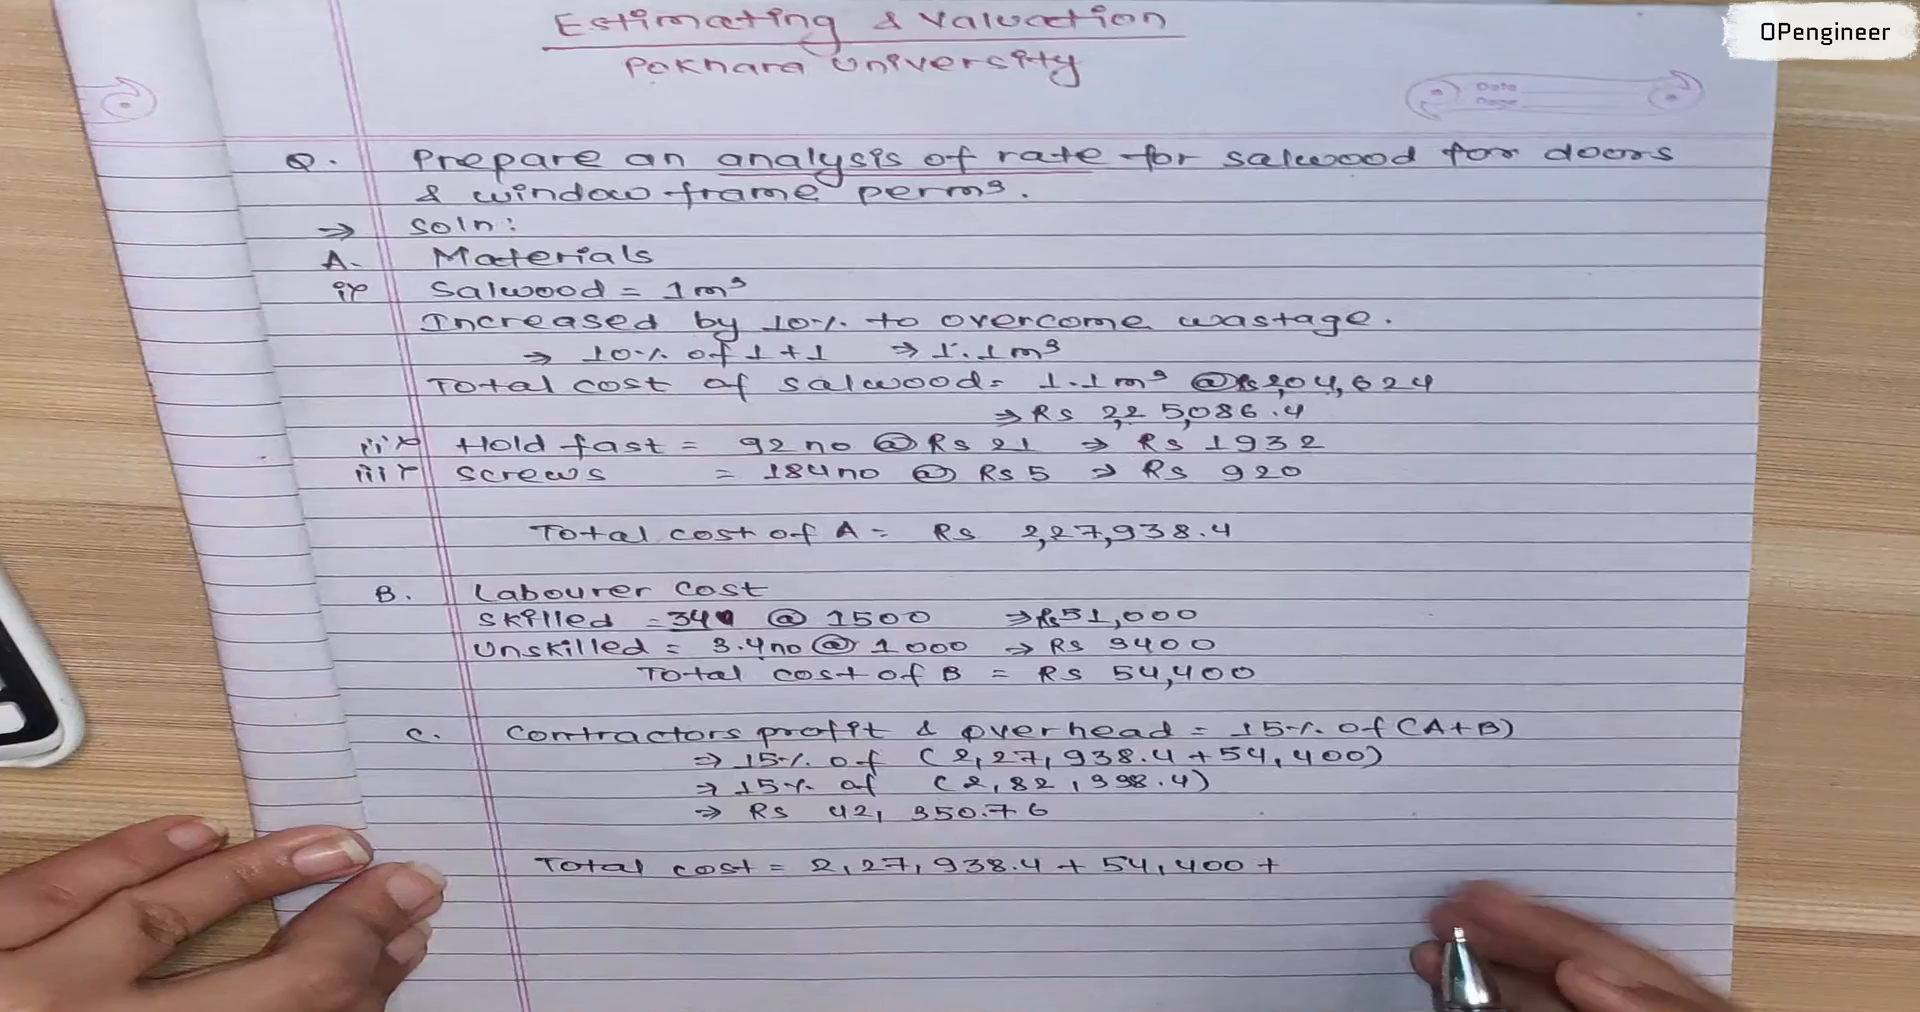 OPengineer
Estimating & Valuation
Pokhara University
Date
Page
Q. Prepare an analysis of rate for salwood for doors
& window frame per m³.
⇒ Soln:
A. Materials
i) Salwood = 1m³
Increased by 10% to overcome wastage.
⇒ 10% of 1+1 ⇒ 1.1m³
Total cost of salwood = 1.1m³ @Rs 204,624
⇒ Rs 225,086.4
ii) Hold fast = 92 no @ Rs 21 ⇒ Rs 1932
iii) Screws = 184 no @ Rs 5 ⇒ Rs 920
Total cost of A = Rs 2,27,938.4
B. Labourer cost
Skilled = 34 @ 1500 ⇒ Rs 51,000
Unskilled = 3.4 no @ 1000 ⇒ Rs 3400
Total cost of B = Rs 54,400
C. Contractors profit & overhead = 15% of (A+B)
⇒ 15% of (2,27,938.4 + 54,400)
⇒ 15% of (2,82,338.4)
⇒ Rs 42,350.76
Total cost = 2,27,938.4 + 54,400 +